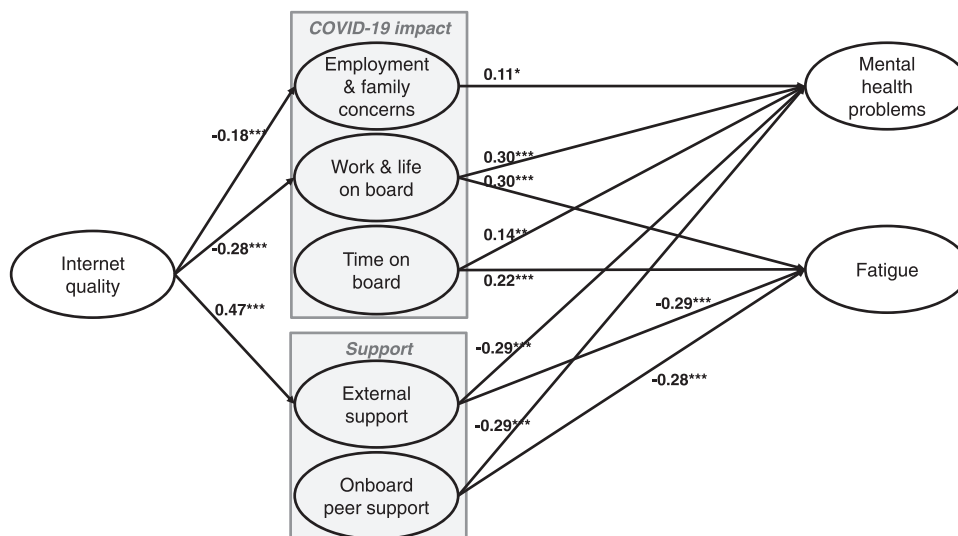 COVID-19 impact
Employment
& family
concerns
Mental
health
problems
0.11*
-0.18***
Work & life
on board
0.30***
0.30***
-0.28***
Internet
quality
Time on
board
0.14**
0.22***
Fatigue
0.47***
-0.29***
Support
-0.29***
External
support
-0.28***
-0.29***
Onboard
peer support